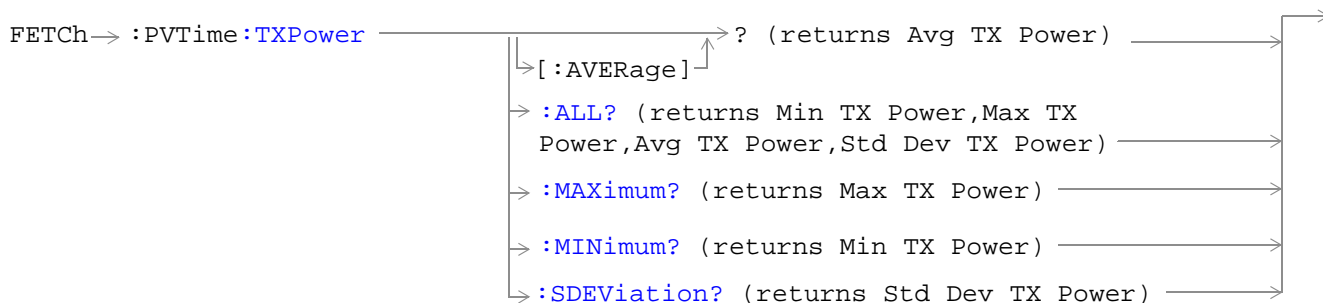 FETCh :PVTime:TXPower ? (returns Avg TX Power)
[:AVERage]
:ALL? (returns Min TX Power,Max TX
Power,Avg TX Power,Std Dev TX Power)
:MAXimum? (returns Max TX Power)
:MINimum? (returns Min TX Power)
:SDEViation? (returns Std Dev TX Power)